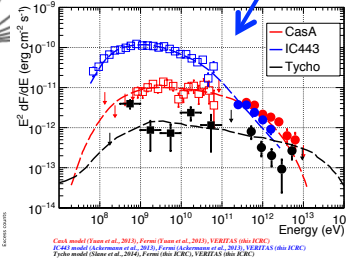 10⁻⁹
10⁻¹⁰
10⁻¹¹
10⁻¹²
10⁻¹³
10⁻¹⁴
E² dF/dE (erg cm⁻² s⁻¹)
CasA
IC443
Tycho
10⁸ 10⁹ 10¹⁰ 10¹¹ 10¹² 10¹³ 10
Energy (eV)
Excess counts
CasA model (Yuan et al., 2013), Fermi (Yuan et al., 2013), VERITAS (this ICRC)
IC443 model (Ackermann et al., 2013), Fermi (Ackermann et al., 2013), VERITAS (this ICRC)
Tycho model (Slane et al., 2014), Fermi (this ICRC), VERITAS (this ICRC)